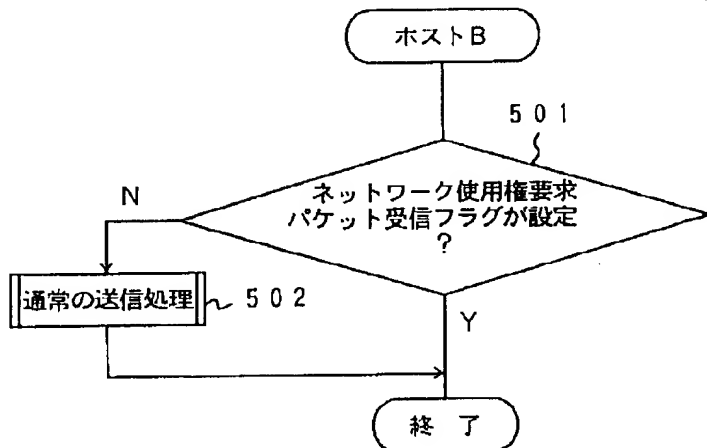 ホストB
501
ネットワーク使用権要求
パケット受信フラグが設定
?
N
通常の送信処理
502
Y
終 了